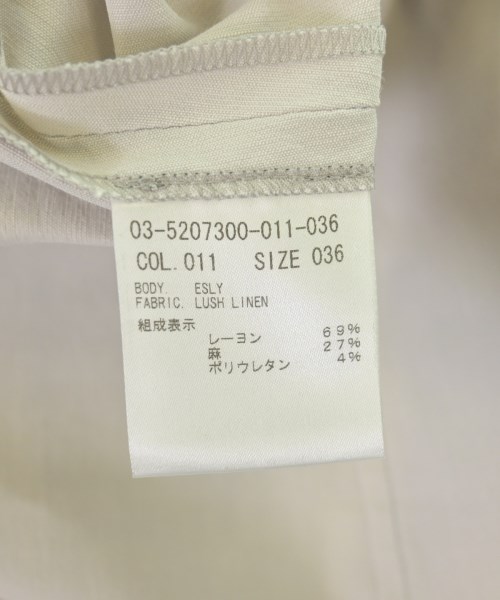 03-5207300-011-036
COL. 011 SIZE 036
BODY. ESLY
FABRIC. LUSH LINEN
組成表示
レーヨン 69%
麻 27%
ポリウレタン 4%